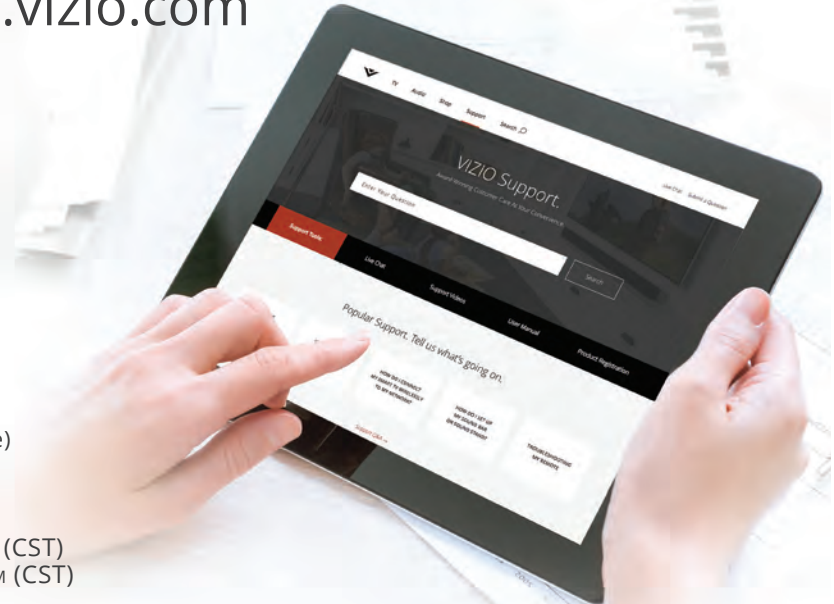 .vizio.com
TV Audio Shop Support Search
Live Chat Submit a Question
VIZIO Support.
Award-Winning Customer Care At Your Convenience.
Enter Your Question
Search
Support Tools Live Chat Support Videos User Manual Product Registration
Popular Support. Tell us what's going on.
HOW DO I CONNECT
MY SMART TV WIRELESSLY
TO MY NETWORK?
HOW DO I SET UP
MY SOUND BAR
OR SOUND STAND?
TROUBLESHOOTING
MY REMOTE
Support Q&A
e)
(CST)
M (CST)